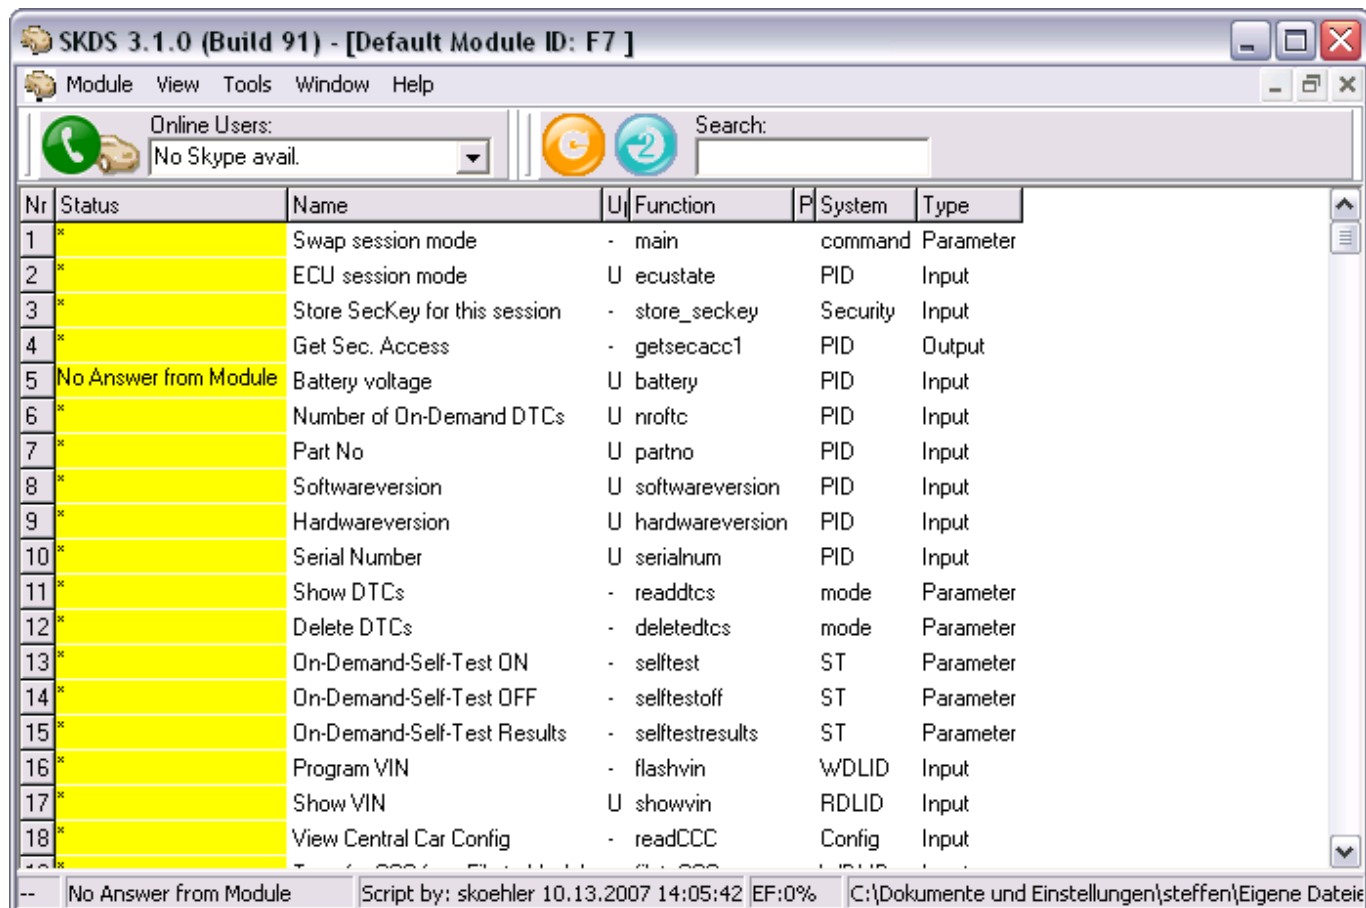 SKDS 3.1.0 (Build 91) - [Default Module ID: F7 ]
Module View Tools Window Help
Online Users:
No Skype avail.
2
Search:
Nr Status Name Function P System Type
1 * Swap session mode - main command Parameter
2 * ECU session mode U ecustate PID Input
3 * Store SecKey for this session - store_seckey Security Input
4 * Get Sec. Access - getsecacc1 PID Output
5 No Answer from Module Battery voltage U battery PID Input
6 * Number of On-Demand DTCs U nroftc PID Input
7 * Part No U partno PID Input
8 * Softwareversion U softwareversion PID Input
9 * Hardwareversion U hardwareversion PID Input
10 * Serial Number U serialnum PID Input
11 * Show DTCs - readdtcs mode Parameter
12 * Delete DTCs - deletedtcs mode Parameter
13 * On-Demand-Self-Test ON - selftest ST Parameter
14 * On-Demand-Self-Test OFF - selftestoff ST Parameter
15 * On-Demand-Self-Test Results - selftestresults ST Parameter
16 * Program VIN - flashvin WDLID Input
17 * Show VIN U showvin RDLID Input
18 * View Central Car Config - readCCC Config Input
-- No Answer from Module Script by: skoehler 10.13.2007 14:05:42 EF:0% C:\Dokumente und Einstellungen\steffen\Eigene Dateie